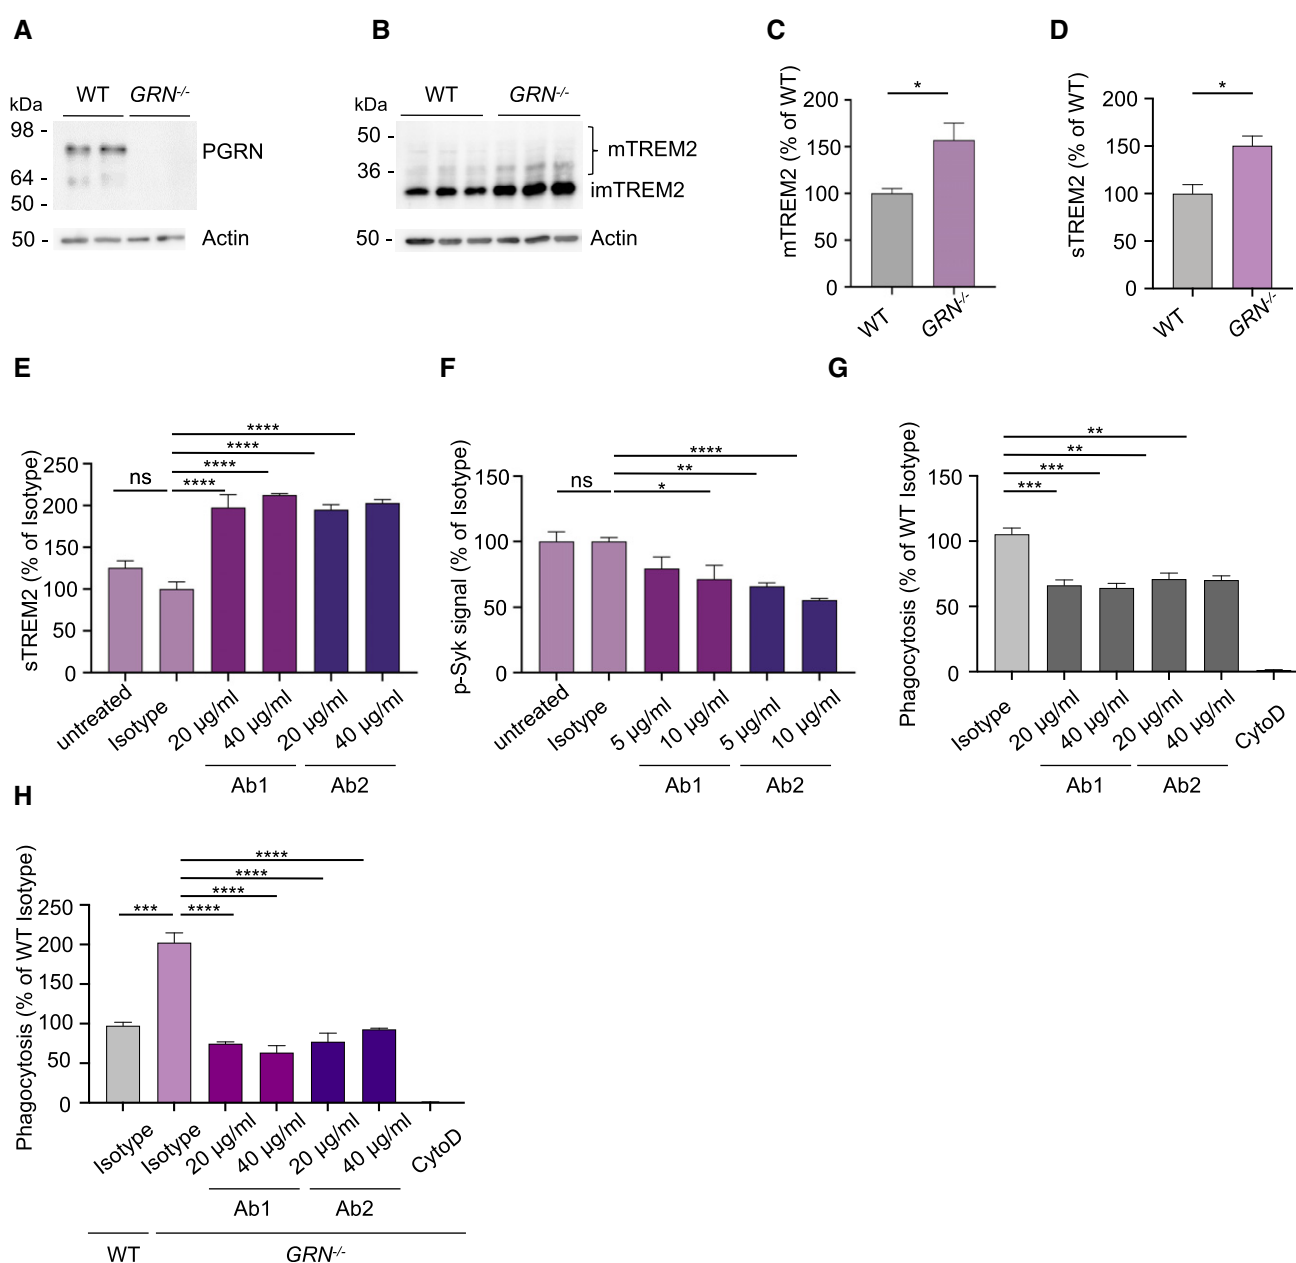 A
B
C
D
kDa
WT
GRN-/-
98 -
PGRN
64 -
50 -
50 -
Actin
kDa
WT
GRN-/-
50 -
mTREM2
36 -
imTREM2
50 -
Actin
mTREM2 (% of WT)
*
200
150
100
50
0
WT
GRN-/-
sTREM2 (% of WT)
*
200
150
100
50
0
WT
GRN-/-
E
F
G
sTREM2 (% of Isotype)
****
****
****
ns
****
250
200
150
100
50
0
untreated
Isotype
20 µg/ml
40 µg/ml
20 µg/ml
40 µg/ml
Ab1
Ab2
p-Syk signal (% of Isotype)
****
**
ns
*
150
100
50
0
untreated
Isotype
5 µg/ml
10 µg/ml
5 µg/ml
10 µg/ml
Ab1
Ab2
Phagocytosis (% of WT Isotype)
**
**
***
***
150
100
50
0
Isotype
20 µg/ml
40 µg/ml
20 µg/ml
40 µg/ml
CytoD
Ab1
Ab2
H
Phagocytosis (% of WT Isotype)
****
****
****
***
****
250
200
150
100
50
0
Isotype
Isotype
20 µg/ml
40 µg/ml
20 µg/ml
40 µg/ml
CytoD
Ab1
Ab2
WT
GRN-/-